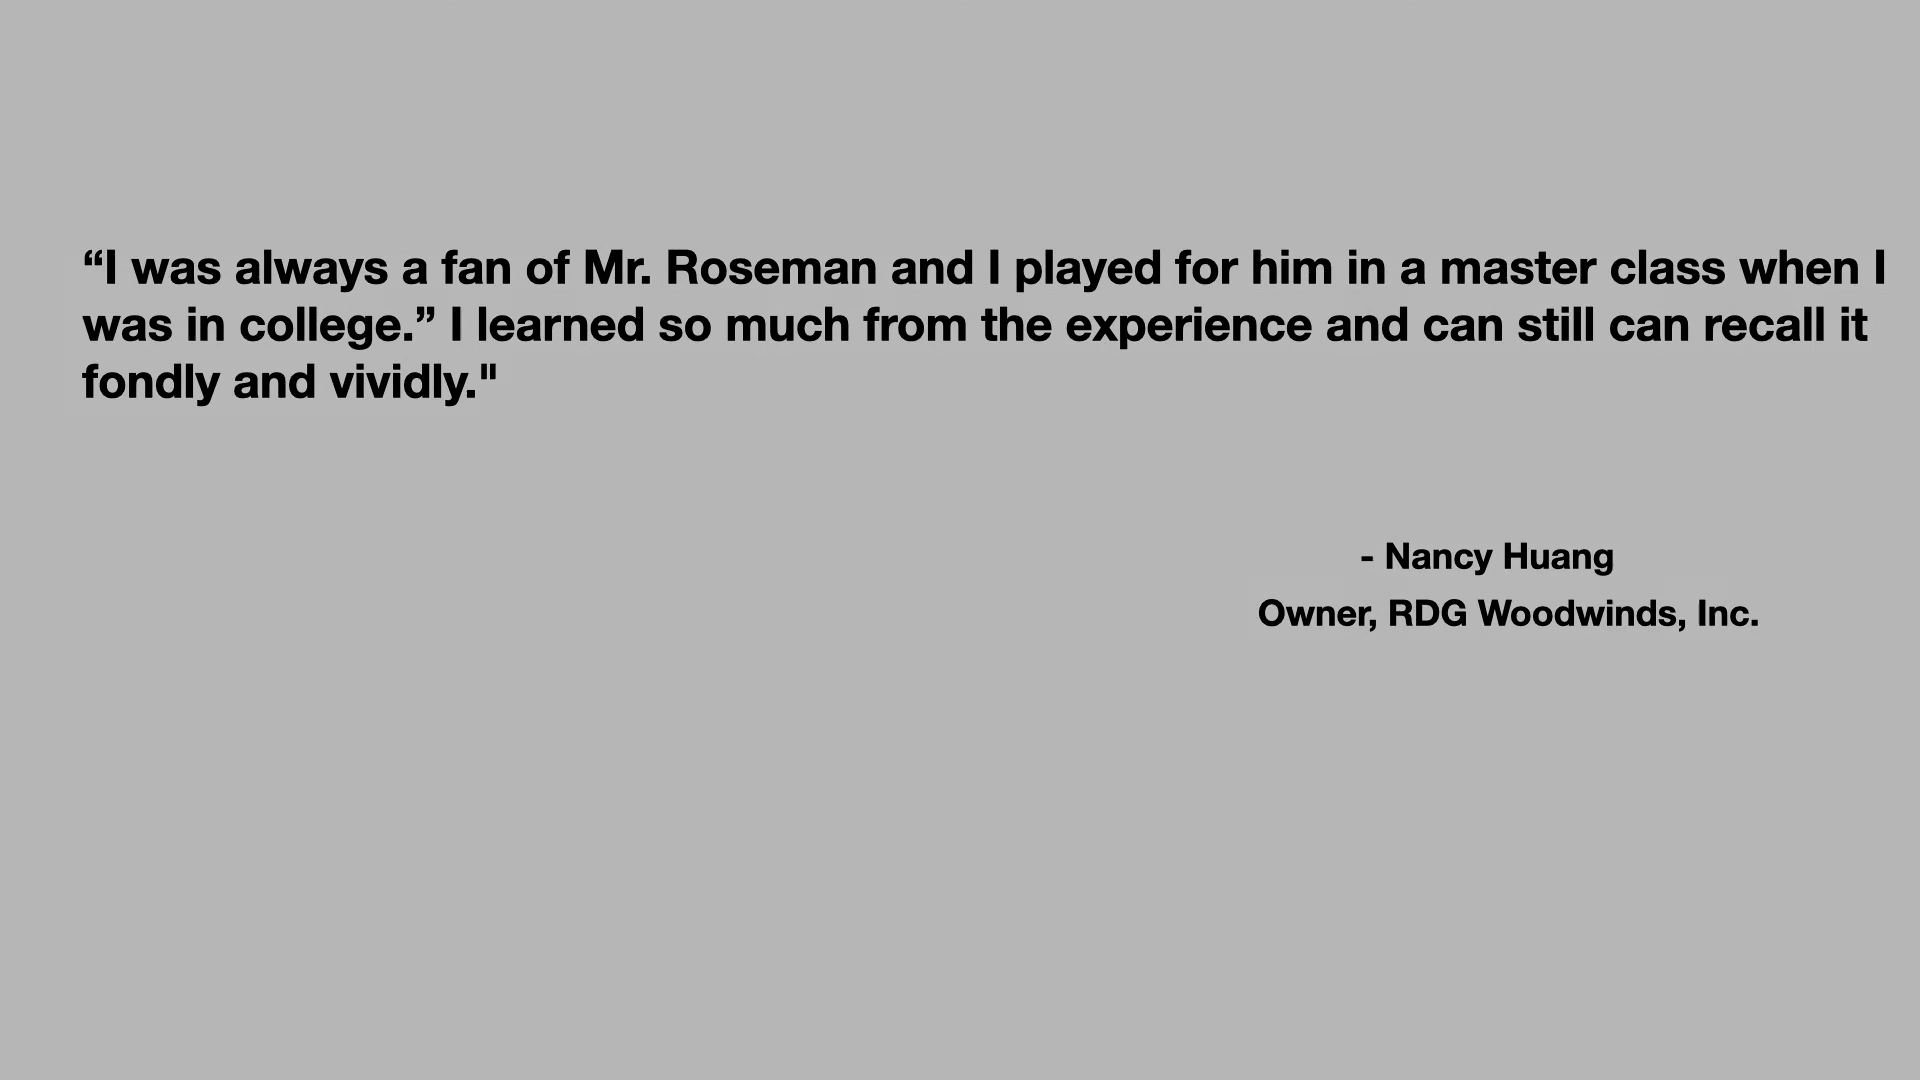 “I was always a fan of Mr. Roseman and I played for him in a master class when I
was in college.” I learned so much from the experience and can still can recall it
fondly and vividly."
- Nancy Huang
Owner, RDG Woodwinds, Inc.